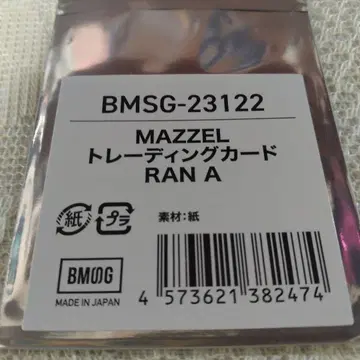 BMSG-23122
MAZZEL
トレーディングカード
RAN A
紙 プラ 素材:紙
BMSG
MADE IN JAPAN
4 573621 382474